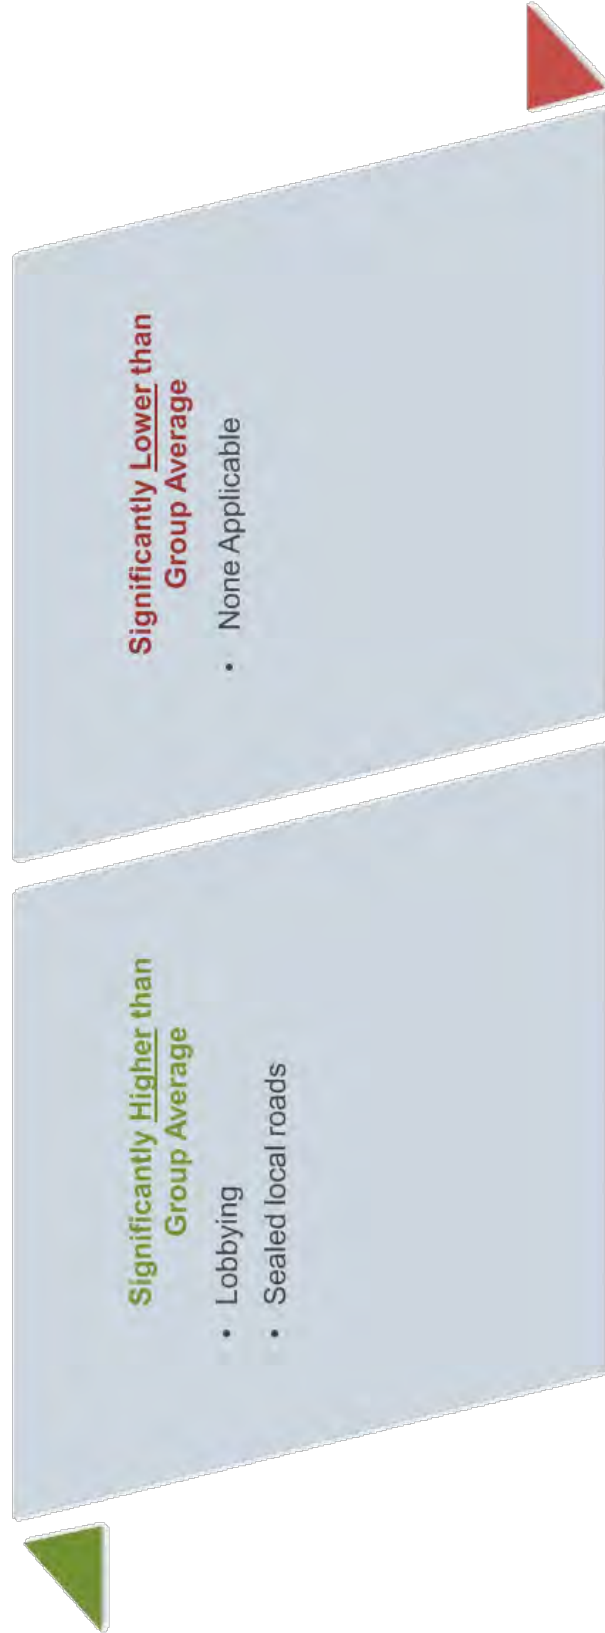 Significantly Higher than
Group Average
• Lobbying
• Sealed local roads
Significantly Lower than
Group Average
• None Applicable